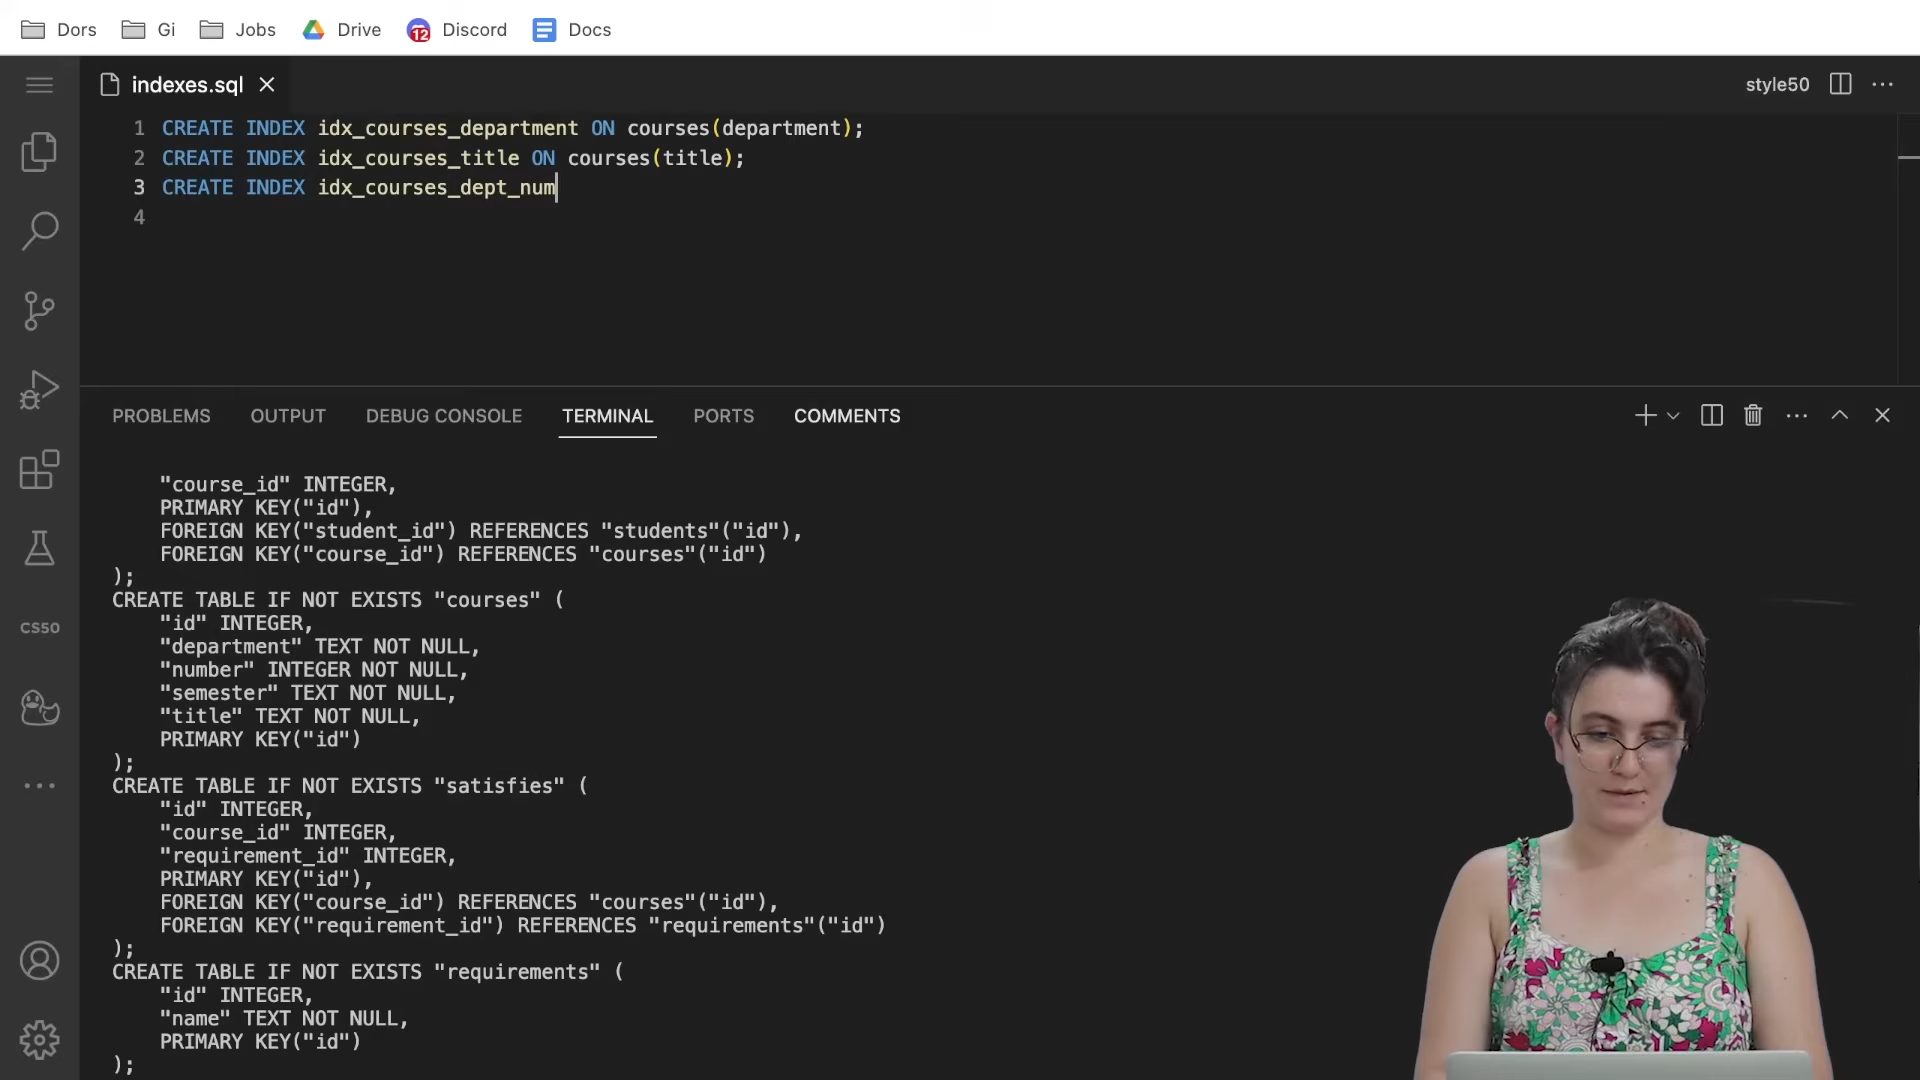 Dors Gi Jobs Drive 12 Discord Docs
indexes.sql style50
1 CREATE INDEX idx_courses_department ON courses(department);
2 CREATE INDEX idx_courses_title ON courses(title);
3 CREATE INDEX idx_courses_dept_num
4
PROBLEMS OUTPUT DEBUG CONSOLE TERMINAL PORTS COMMENTS
"course_id" INTEGER,
PRIMARY KEY("id"),
FOREIGN KEY("student_id") REFERENCES "students"("id"),
FOREIGN KEY("course_id") REFERENCES "courses"("id")
);
CREATE TABLE IF NOT EXISTS "courses" (
"id" INTEGER,
"department" TEXT NOT NULL,
"number" INTEGER NOT NULL,
"semester" TEXT NOT NULL,
"title" TEXT NOT NULL,
PRIMARY KEY("id")
);
CREATE TABLE IF NOT EXISTS "satisfies" (
"id" INTEGER,
"course_id" INTEGER,
"requirement_id" INTEGER,
PRIMARY KEY("id"),
FOREIGN KEY("course_id") REFERENCES "courses"("id"),
FOREIGN KEY("requirement_id") REFERENCES "requirements"("id")
);
CREATE TABLE IF NOT EXISTS "requirements" (
"id" INTEGER,
"name" TEXT NOT NULL,
PRIMARY KEY("id")
);
CS50